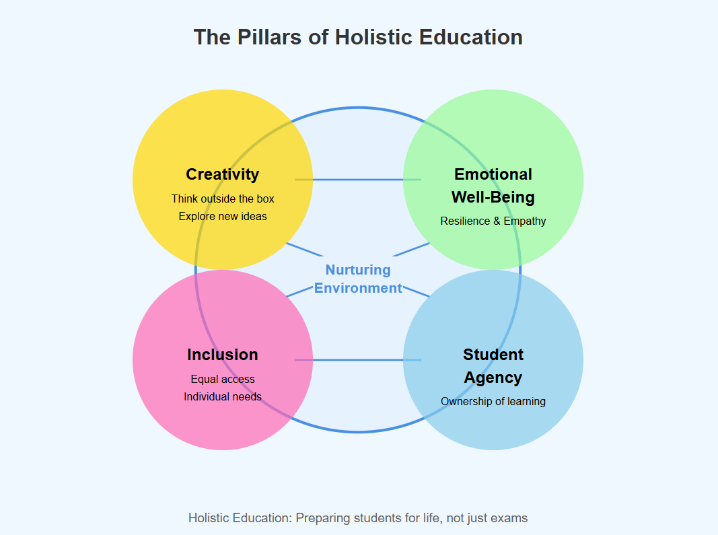 The Pillars of Holistic Education
Creativity
Think outside the box
Explore new ideas
Emotional
Well-Being
Resilience & Empathy
Nurturing
Environment
Inclusion
Equal access
Individual needs
Student
Agency
Ownership of learning
Holistic Education: Preparing students for life, not just exams